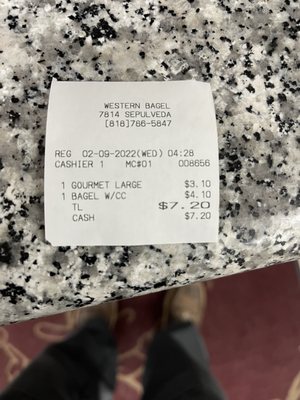 WESTERN BAGEL
7814 SEPULVEDA
[818]786-5847
REG 02-09-2022(WED) 04:28
CASHIER 1 MC#01 008656
1 GOURMET LARGE $3.10
1 BAGEL W/CC $4.10
TL $7.20
CASH $7.20